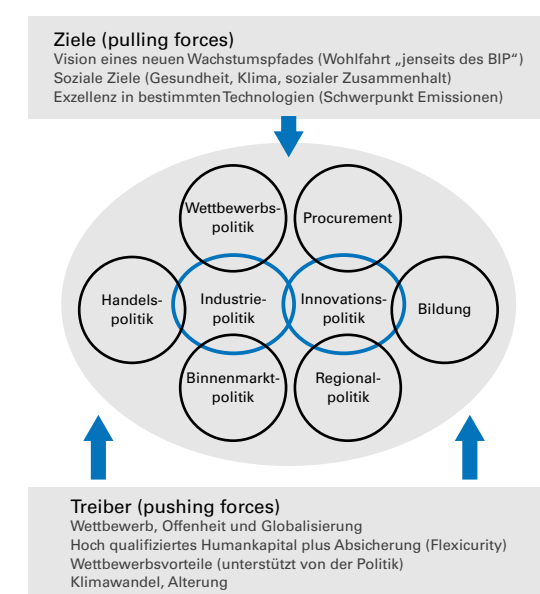 Ziele (pulling forces)
Vision eines neuen Wachstumspfades (Wohlfahrt „jenseits des BIP“)
Soziale Ziele (Gesundheit, Klima, sozialer Zusammenhalt)
Exzellenz in bestimmten Technologien (Schwerpunkt Emissionen)
Wettbewerbs-
politik
Procurement
Handels-
politik
Industrie-
politik
Innovations-
politik
Bildung
Binnenmarkt-
politik
Regional-
politik
Treiber (pushing forces)
Wettbewerb, Offenheit und Globalisierung
Hoch qualifiziertes Humankapital plus Absicherung (Flexicurity)
Wettbewerbsvorteile (unterstützt von der Politik)
Klimawandel, Alterung